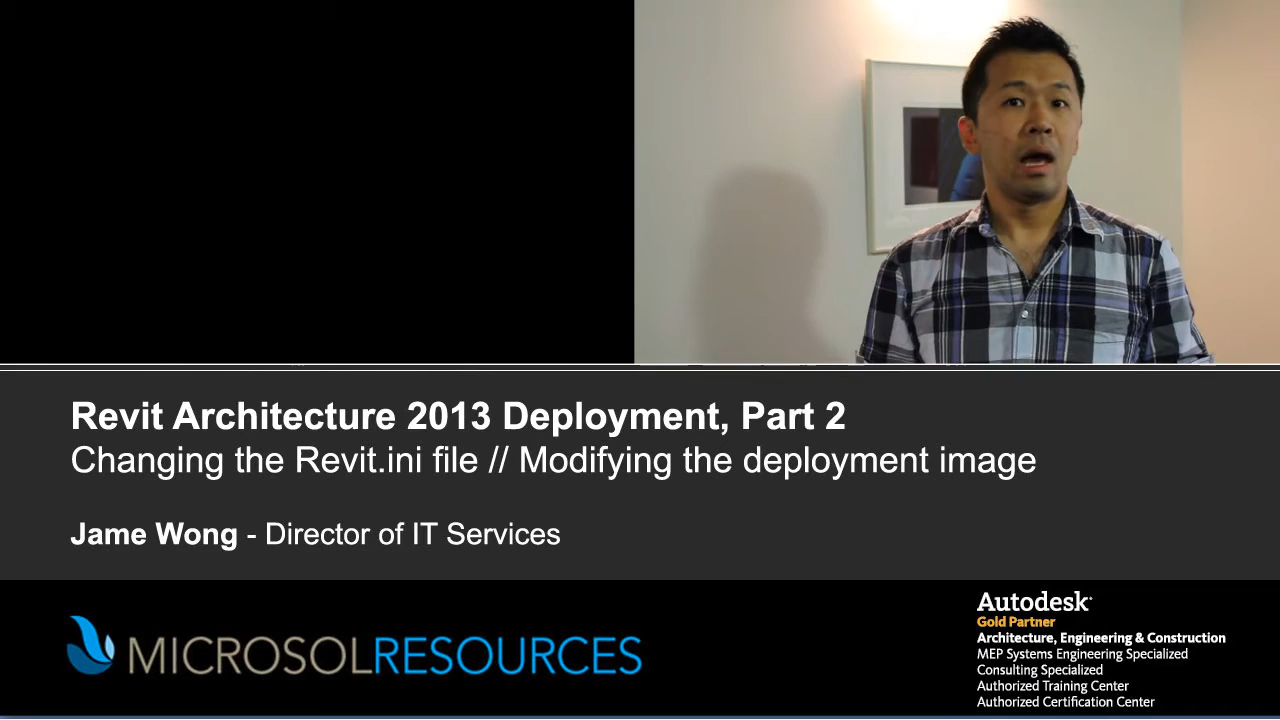 Revit Architecture 2013 Deployment, Part 2
Changing the Revit.ini file // Modifying the deployment image
Jame Wong - Director of IT Services
MICROSOLRESOURCES
Autodesk
Gold Partner
Architecture, Engineering & Construction
MEP Systems Engineering Specialized
Consulting Specialized
Authorized Training Center
Authorized Certification Center